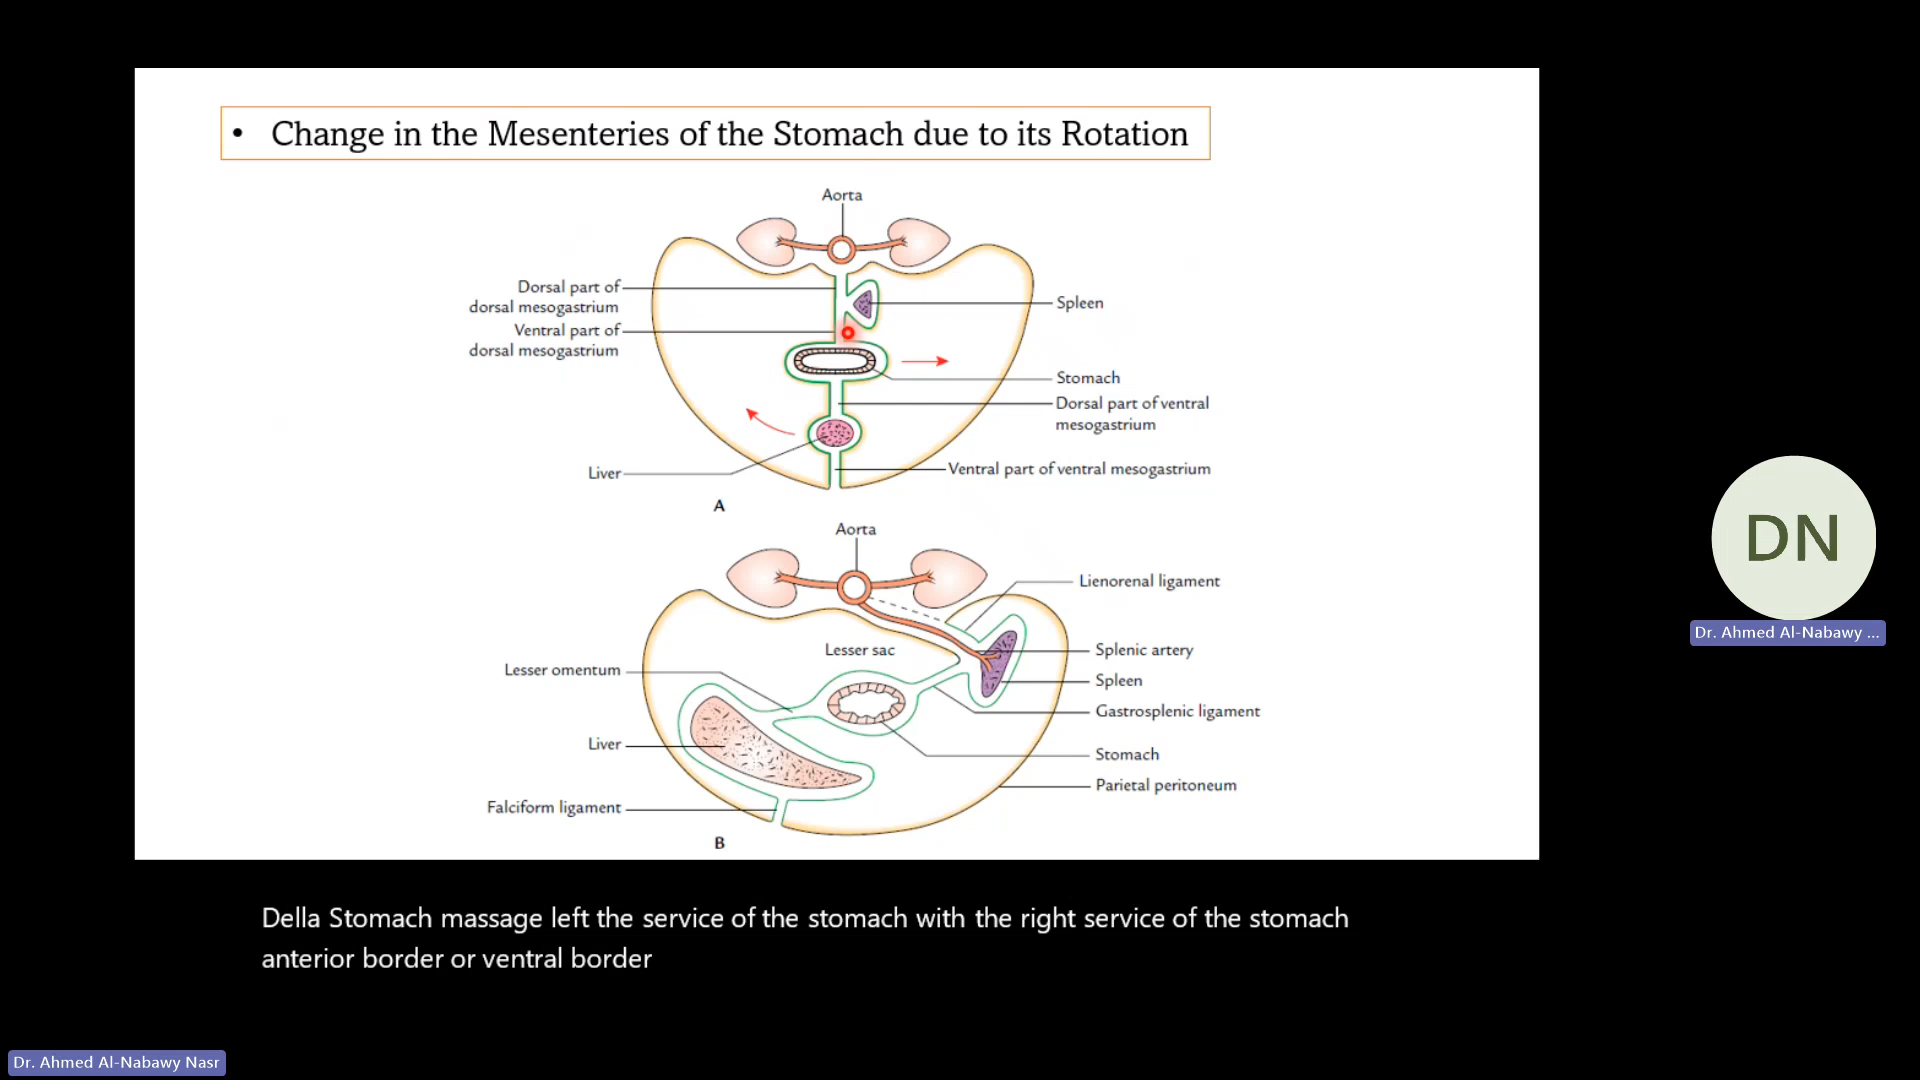 • Change in the Mesenteries of the Stomach due to its Rotation
Aorta
Dorsal part of
dorsal mesogastrium
Ventral part of
dorsal mesogastrium
Spleen
Stomach
Dorsal part of ventral
mesogastrium
Liver
Ventral part of ventral mesogastrium
A
Aorta
Lienorenal ligament
Lesser sac
Splenic artery
Lesser omentum
Spleen
Gastrosplenic ligament
Liver
Stomach
Parietal peritoneum
Falciform ligament
B
DN
Dr. Ahmed Al-Nabawy ...
Della Stomach massage left the service of the stomach with the right service of the stomach
anterior border or ventral border
Dr. Ahmed Al-Nabawy Nasr